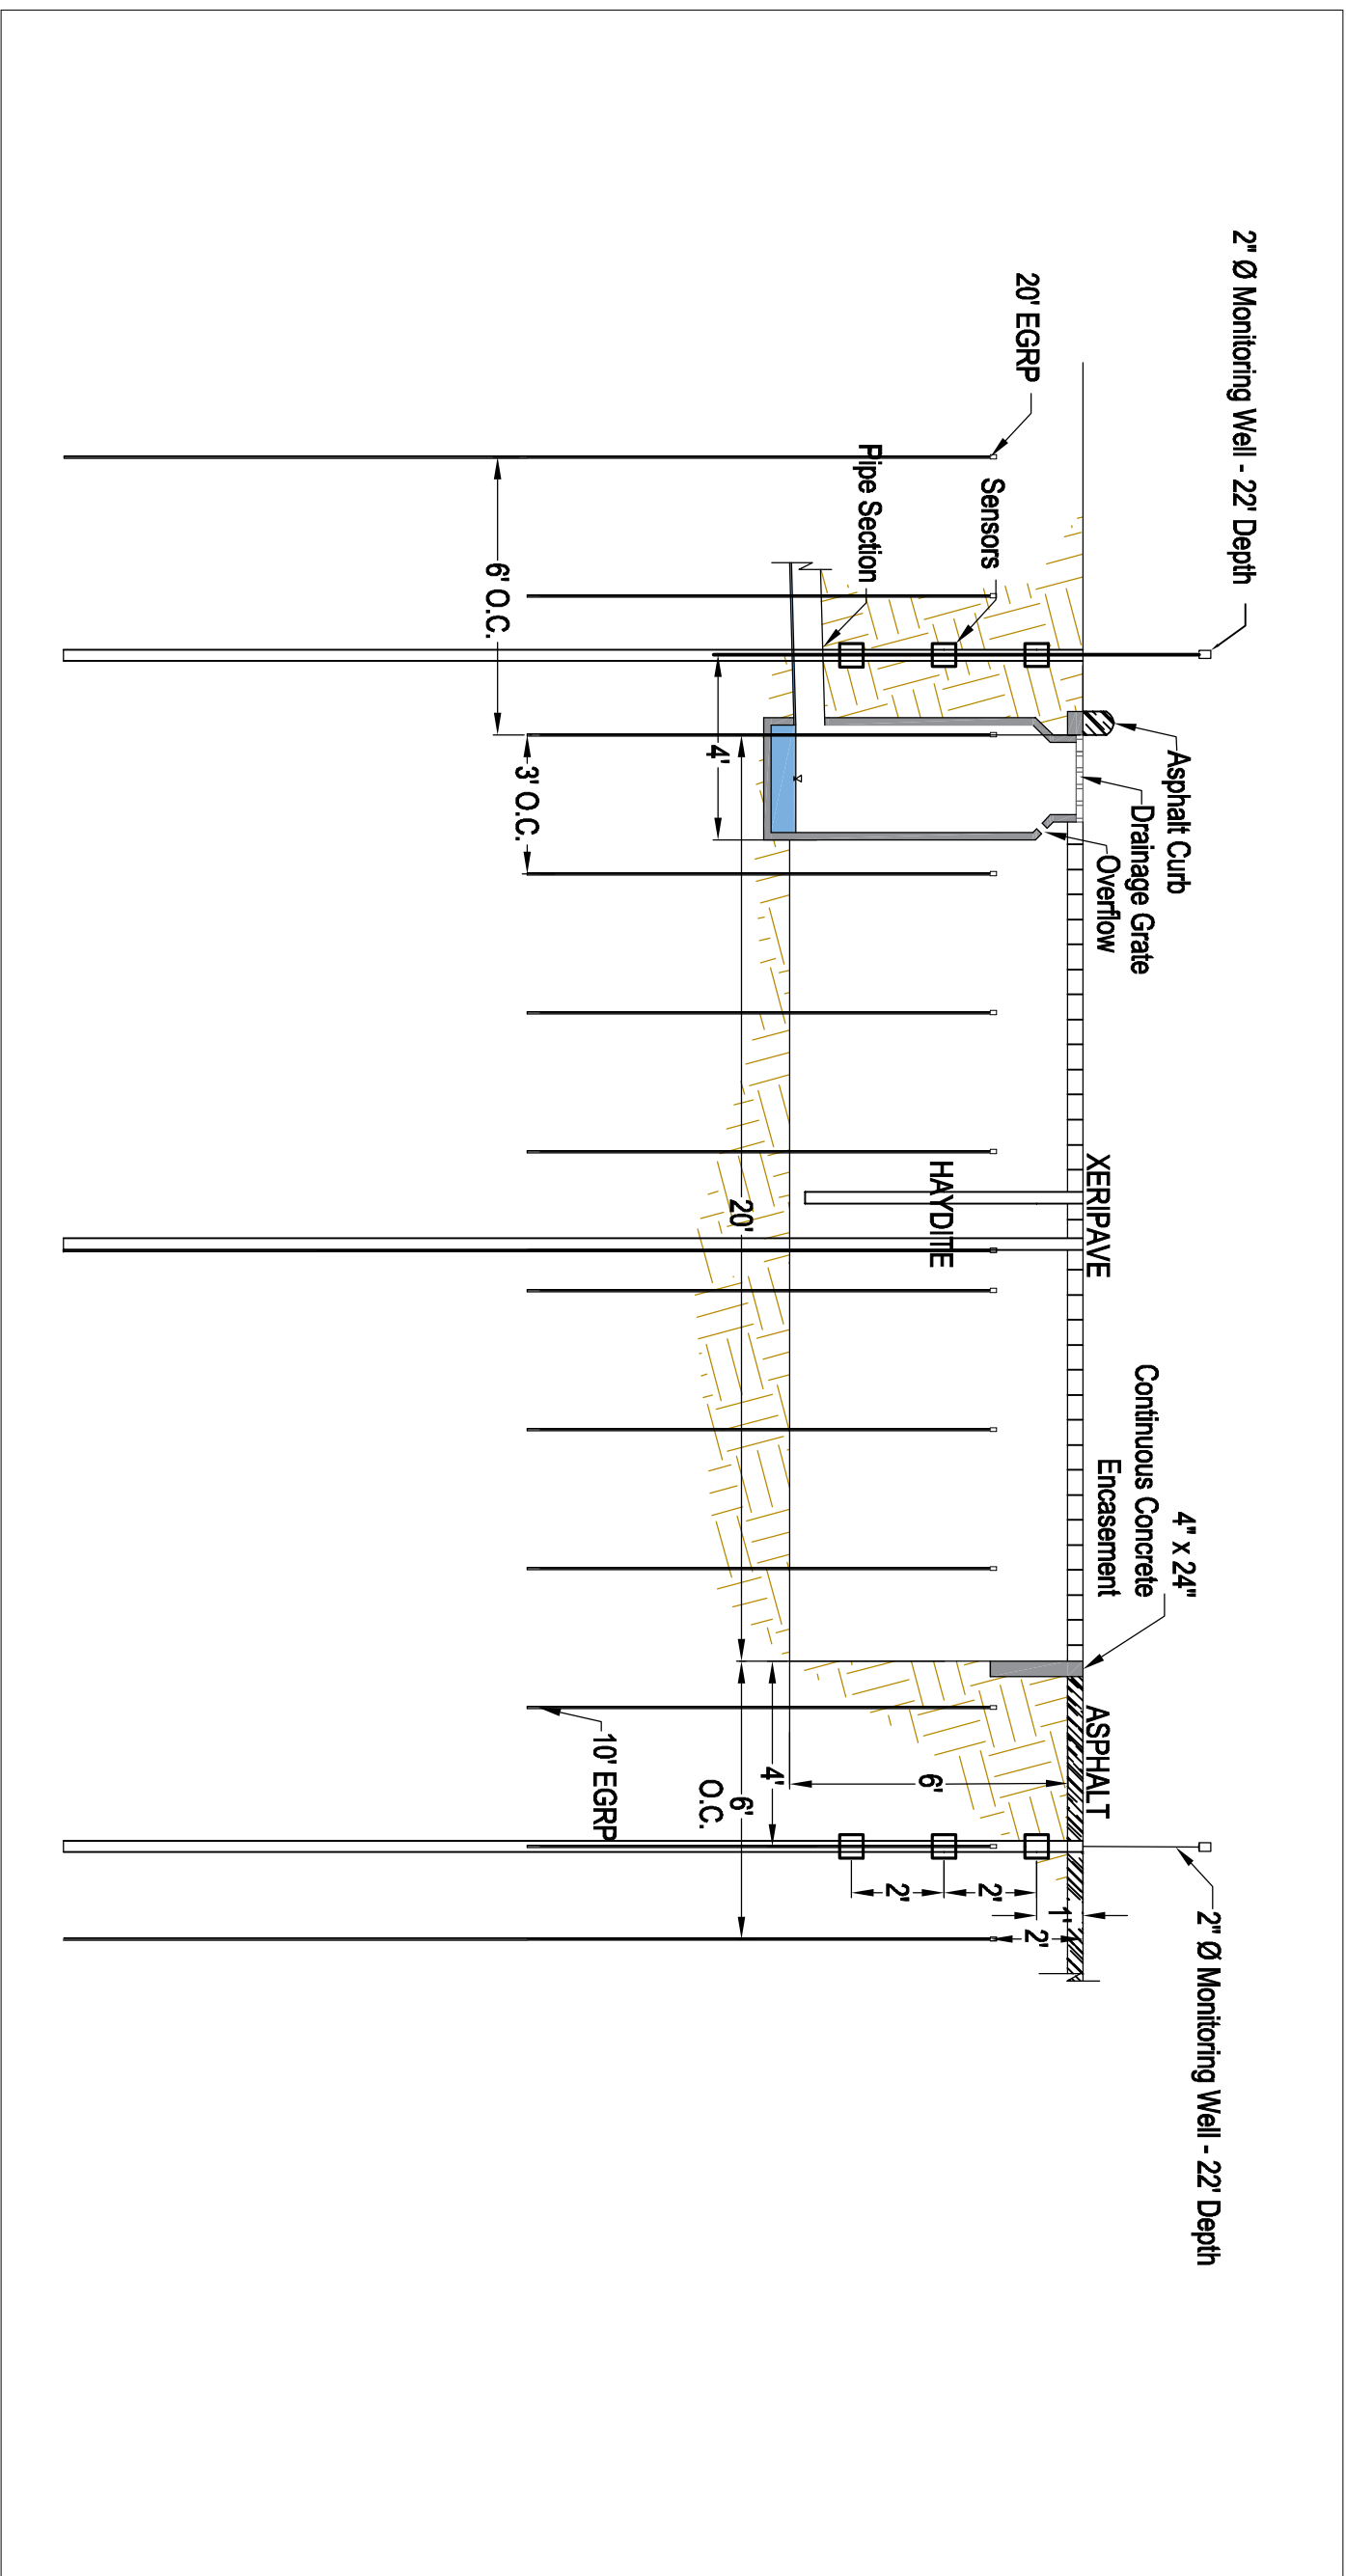 2" Ø Monitoring Well - 22' Depth
2" Ø Monitoring Well - 22' Depth
Asphalt Curb
Drainage Grate
Overflow
4" x 24"
Continuous Concrete
Encasement
XERIPAVE
ASPHALT
20' EGRP
Sensors
Pipe Section
HAYDITE
1'
2'
2'
2'
6'
4'
4'
20'
6'
O.C.
10' EGRP
3' O.C.
6' O.C.